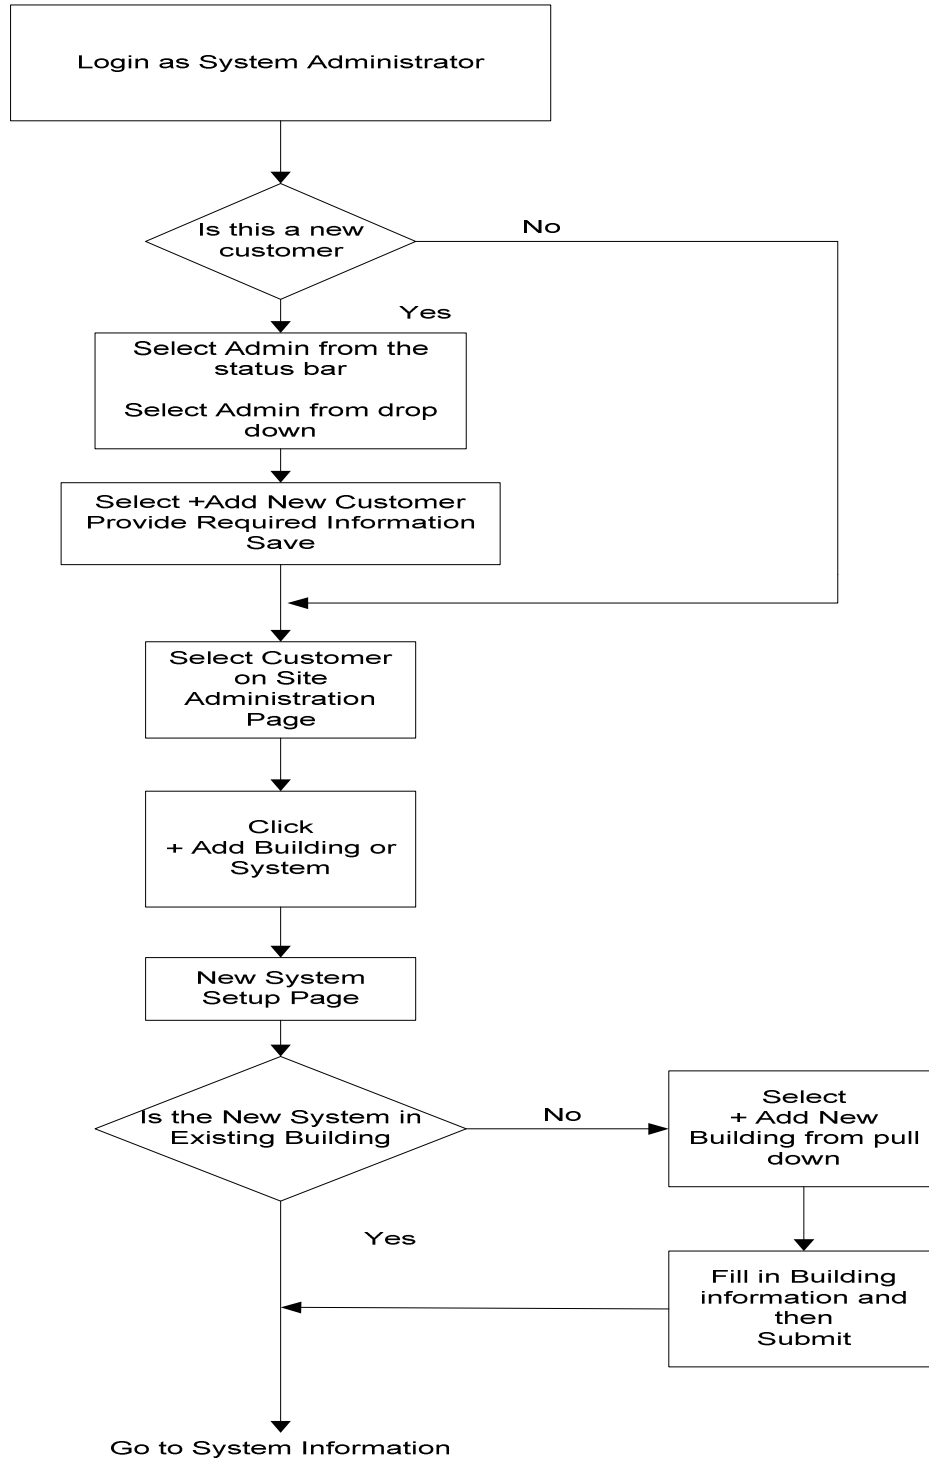 Login as System Administrator
Is this a new
customer
No
Yes
Select Admin from the
status bar
Select Admin from drop
down
Select +Add New Customer
Provide Required Information
Save
Select Customer
on Site
Administration
Page
Click
+ Add Building or
System
New System
Setup Page
Is the New System in
Existing Building
No
Select
+ Add New
Building from pull
down
Yes
Fill in Building
information and
then
Submit
Go to System Information